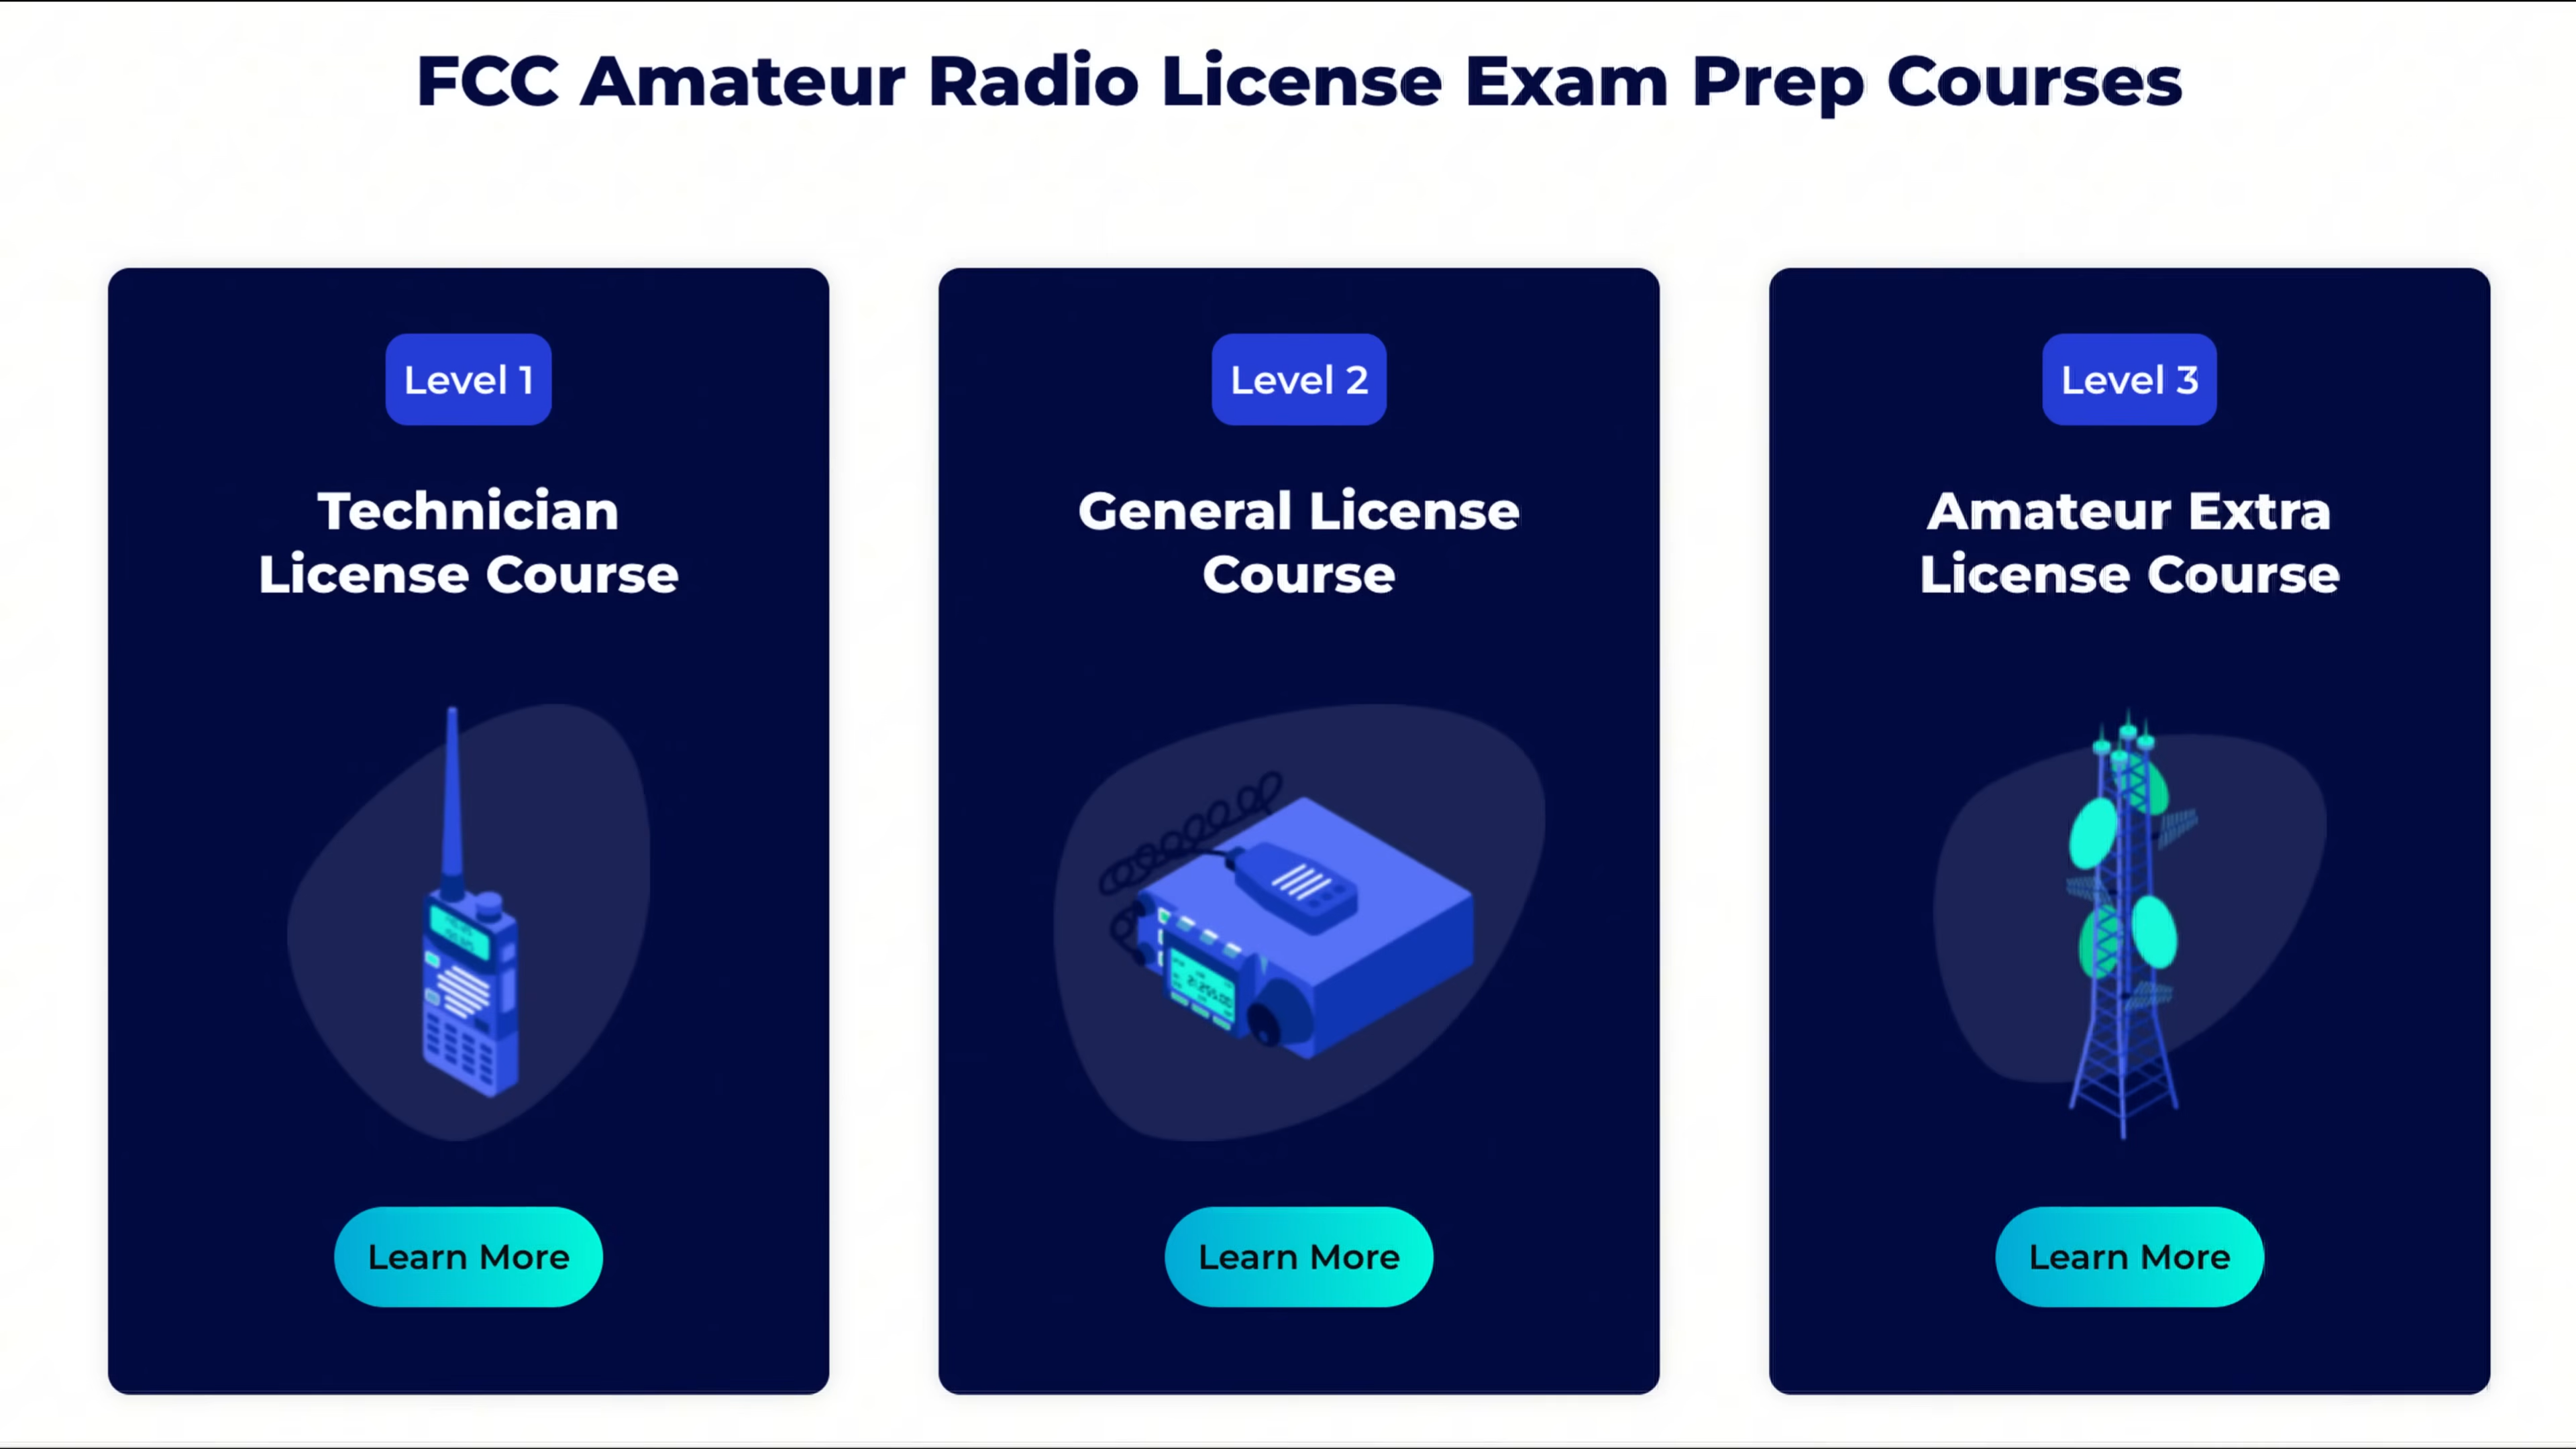 FCC Amateur Radio License Exam Prep Courses
Level 1
Technician
License Course
Learn More
Level 2
General License
Course
Learn More
Level 3
Amateur Extra
License Course
Learn More